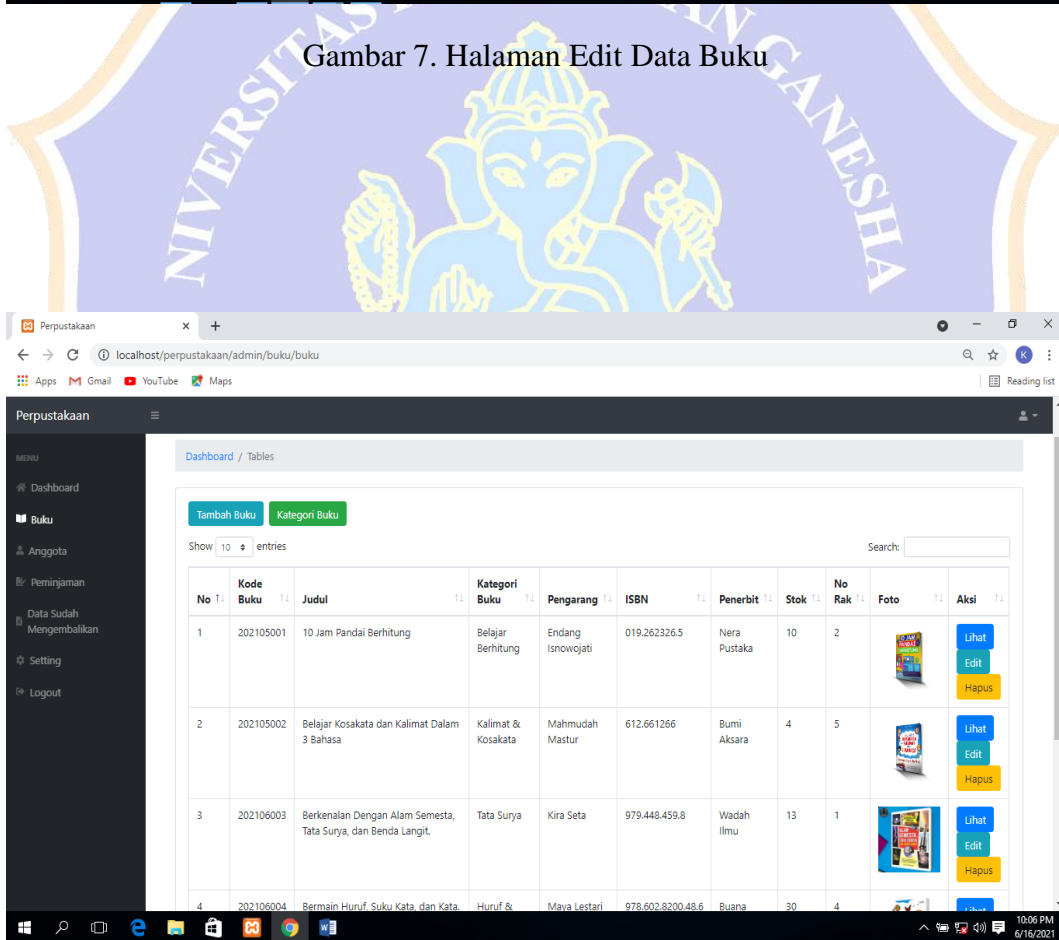 Gambar 7. Halaman Edit Data Buku
NIVERSITAS
GANESHA
Perpustakaan
localhost/perpustakaan/admin/buku/buku
K
Apps Gmail YouTube Maps Reading list
Perpustakaan
MENU
Dashboard
Buku
Anggota
Peminjaman
Data Sudah
Mengembalikan
Setting
Logout
Dashboard / Tables
Tambah Buku Kategori Buku
Show 10 entries Search:
No Kode Buku Judul Kategori Buku Pengarang ISBN Penerbit Stok No Rak Foto Aksi
1 202105001 10 Jam Pandai Berhitung Belajar Berhitung Endang Isnowojati 019.262326.5 Nera Pustaka 10 2 Lihat Edit Hapus
2 202105002 Belajar Kosakata dan Kalimat Dalam 3 Bahasa Kalimat & Kosakata Mahmudah Mastur 612.661266 Bumi Aksara 4 5 Lihat Edit Hapus
3 202106003 Berkenalan Dengan Alam Semesta, Tata Surya, dan Benda Langit. Tata Surya Kira Seta 979.448.459.8 Wadah Ilmu 13 1 Lihat Edit Hapus
4 202106004 Bermain Huruf, Suku Kata, dan Kata. Huruf & Maya Lestari 978.602.8200.48.6 Buana 30 4 Lihat
10:06 PM
6/16/2021